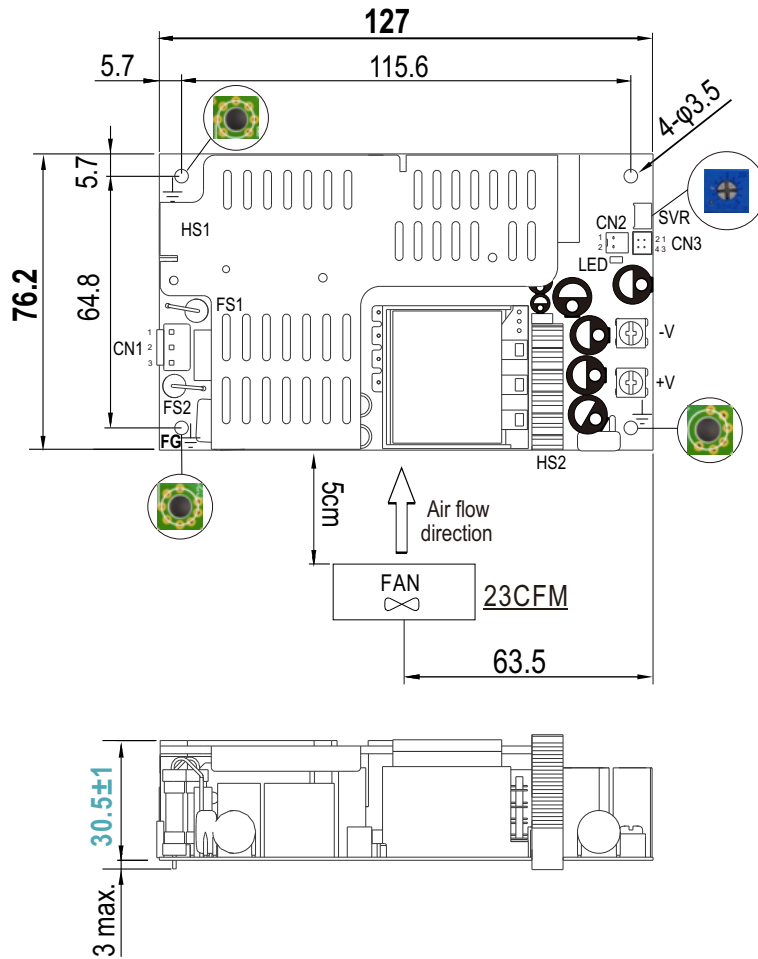 127
5.7
115.6
4-φ3.5
5.7
76.2
64.8
HS1
SVR
CN2
1
2
2 1
4 3
CN3
LED
FS1
CN1
1
2
3
-V
+V
FS2
FG
HS2
5cm
Air flow
direction
FAN
23CFM
63.5
30.5±1
3 max.